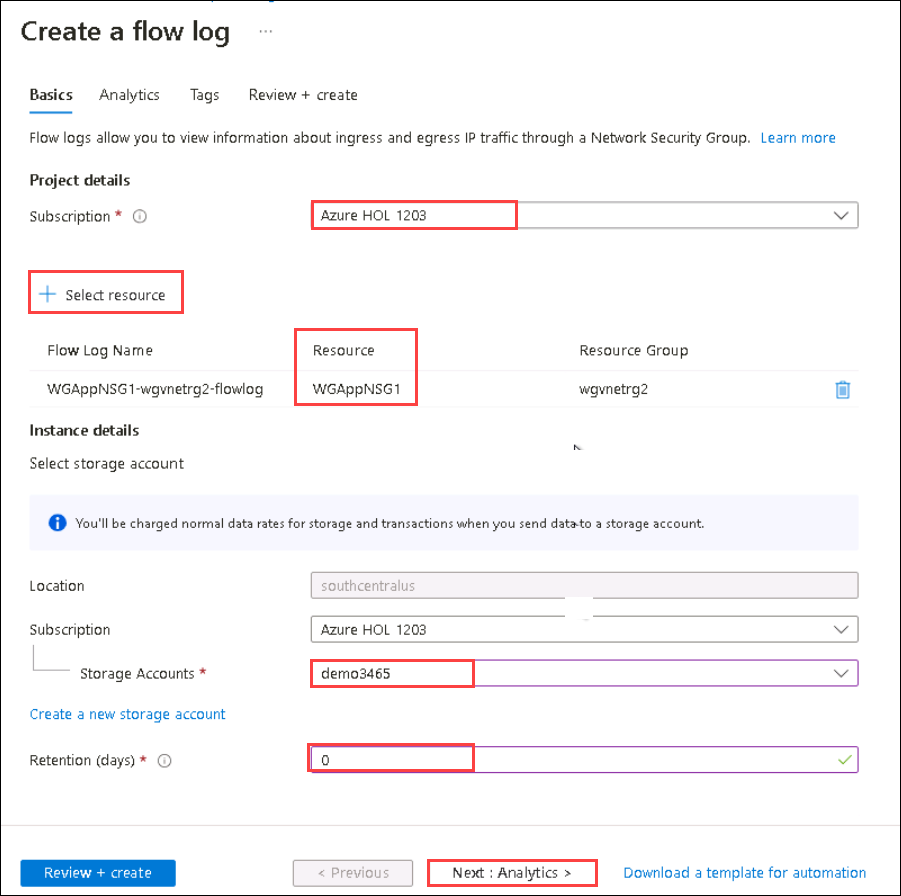 Create a flow log ...
Basics Analytics Tags Review + create
Flow logs allow you to view information about ingress and egress IP traffic through a Network Security Group. Learn more
Project details
Subscription * Azure HOL 1203
+ Select resource
Flow Log Name Resource Resource Group
WGAppNSG1-wgvnetrg2-flowlog WGAppNSG1 wgvnetrg2
Instance details
Select storage account
You'll be charged normal data rates for storage and transactions when you send data to a storage account.
Location southcentralus
Subscription Azure HOL 1203
Storage Accounts * demo3465
Create a new storage account
Retention (days) * 0
Review + create < Previous Next : Analytics > Download a template for automation